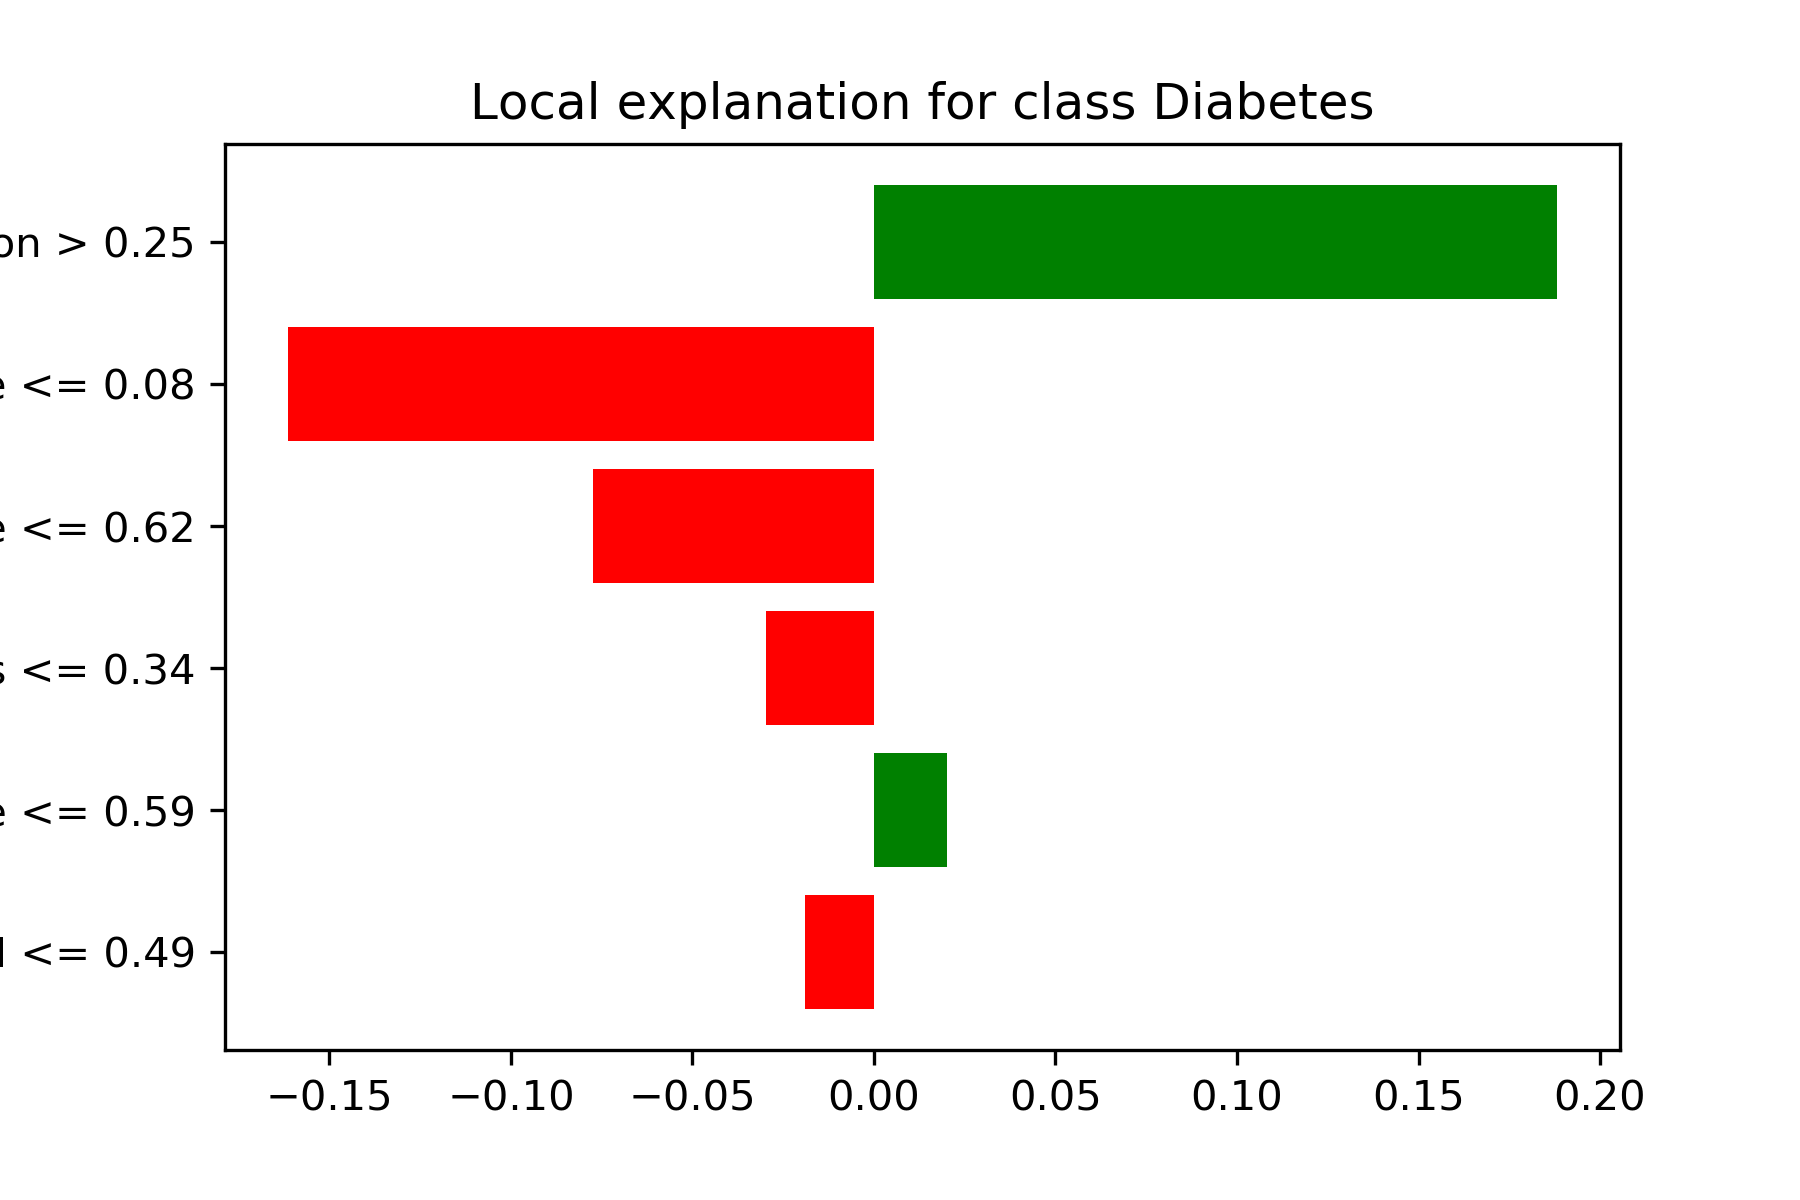 Local explanation for class Diabetes
on > 0.25
e <= 0.08
e <= 0.62
s <= 0.34
e <= 0.59
l <= 0.49
−0.15 −0.10 −0.05 0.00 0.05 0.10 0.15 0.20